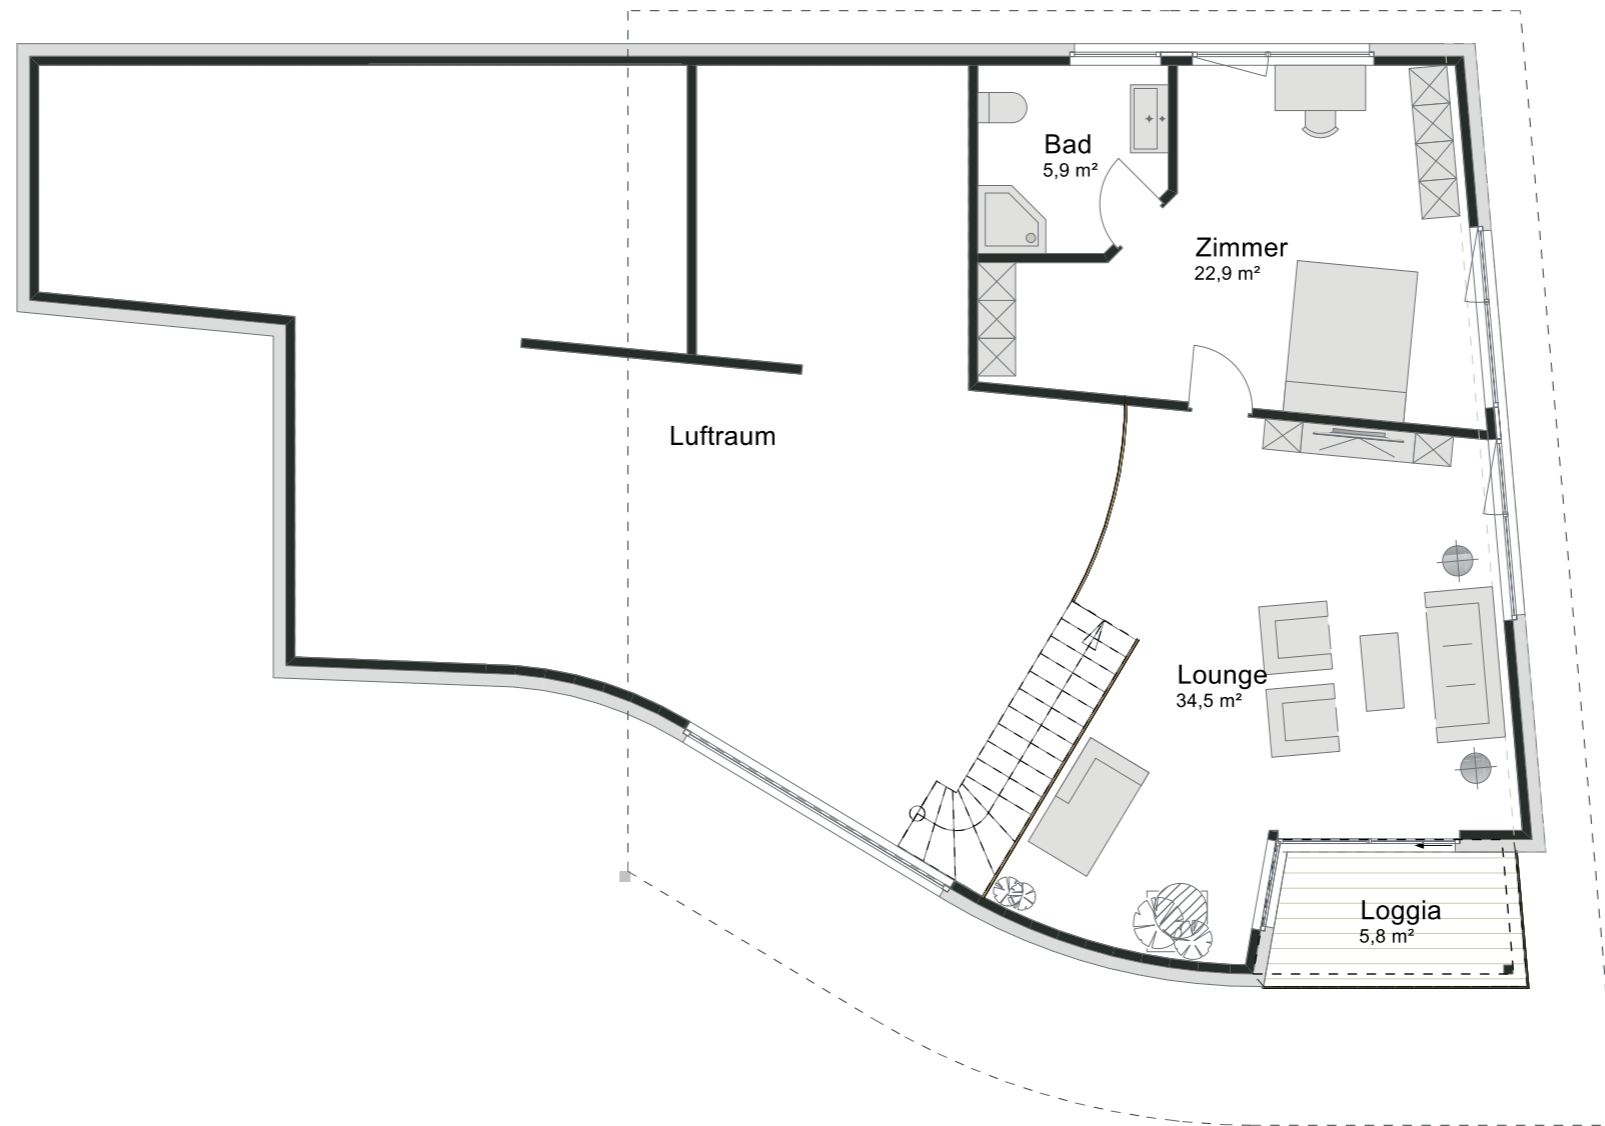 Bad
5,9 m²
Zimmer
22,9 m²
Luftraum
Lounge
34,5 m²
Loggia
5,8 m²